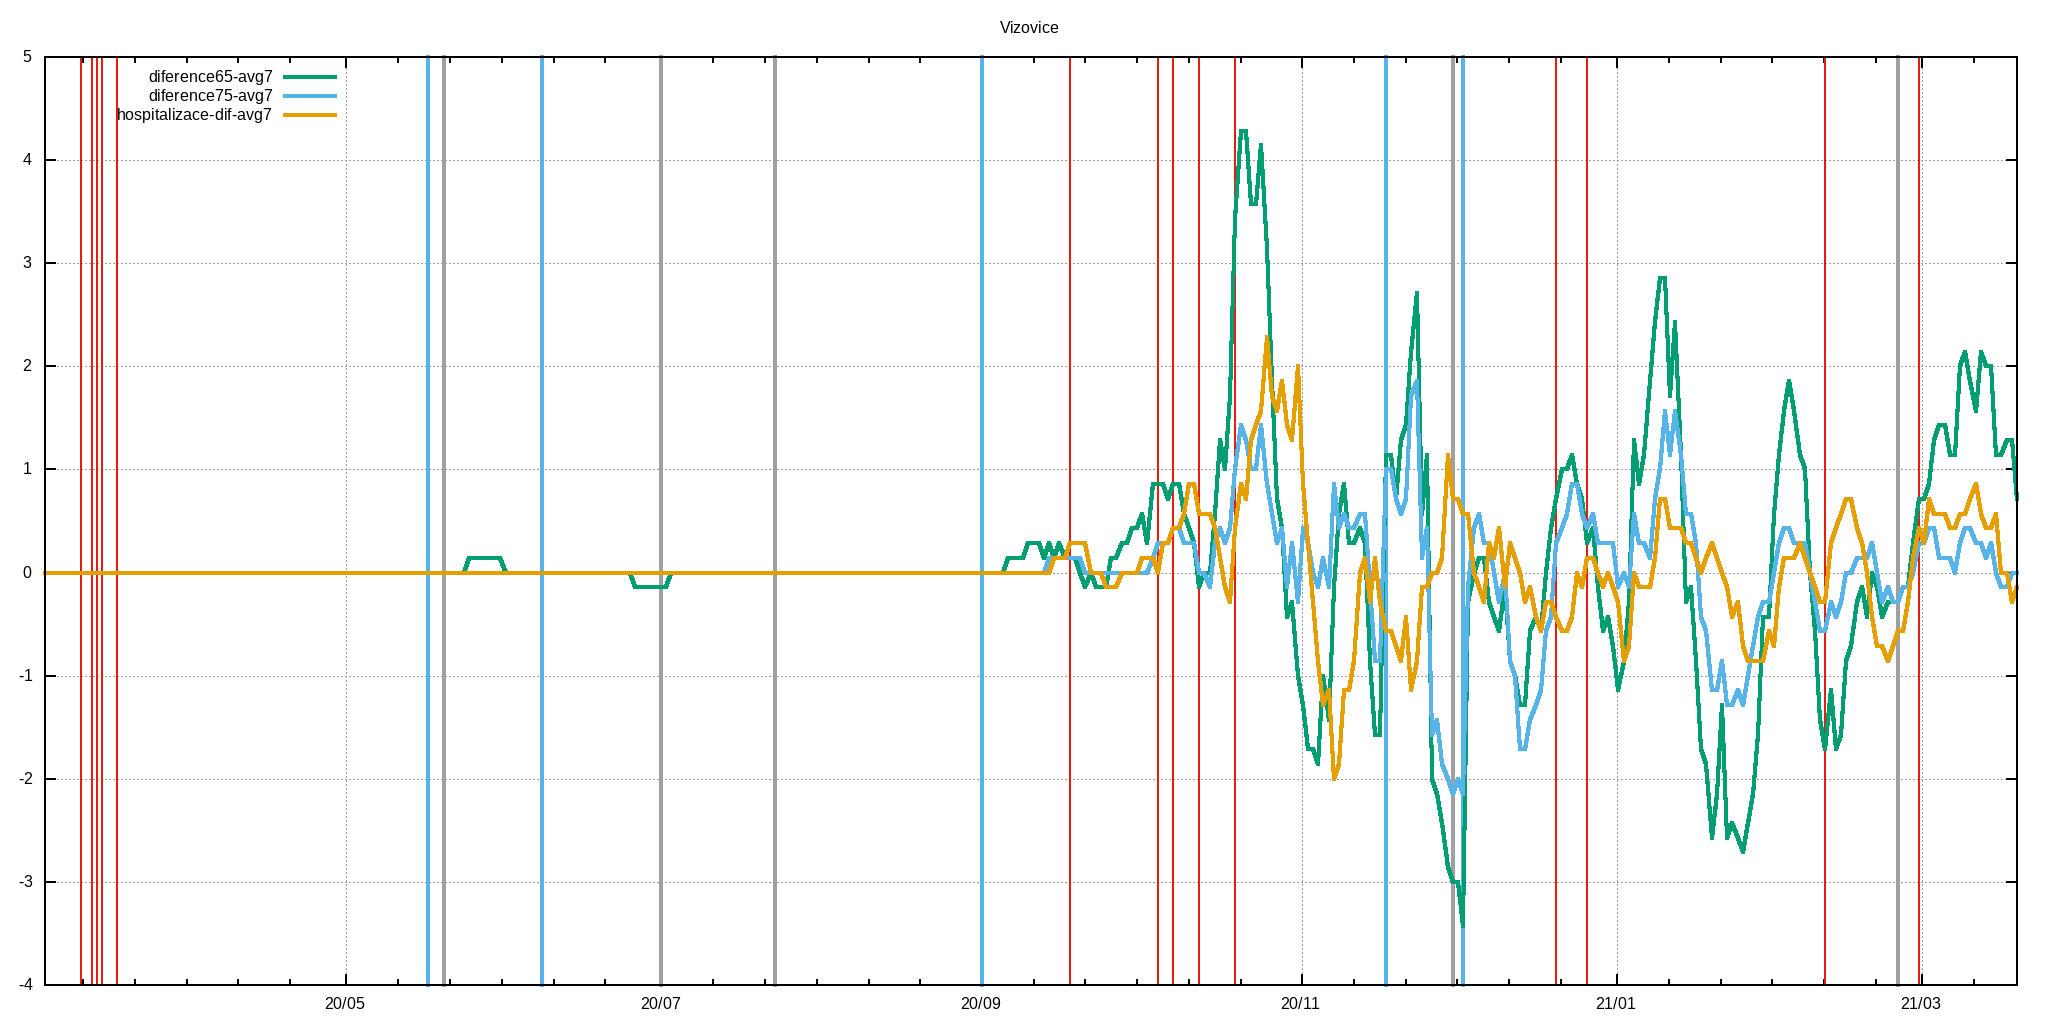 Vizovice
diference65-avg7
diference75-avg7
hospitalizace-dif-avg7
5
4
3
2
1
0
-1
-2
-3
-4
20/05 20/07 20/09 20/11 21/01 21/03